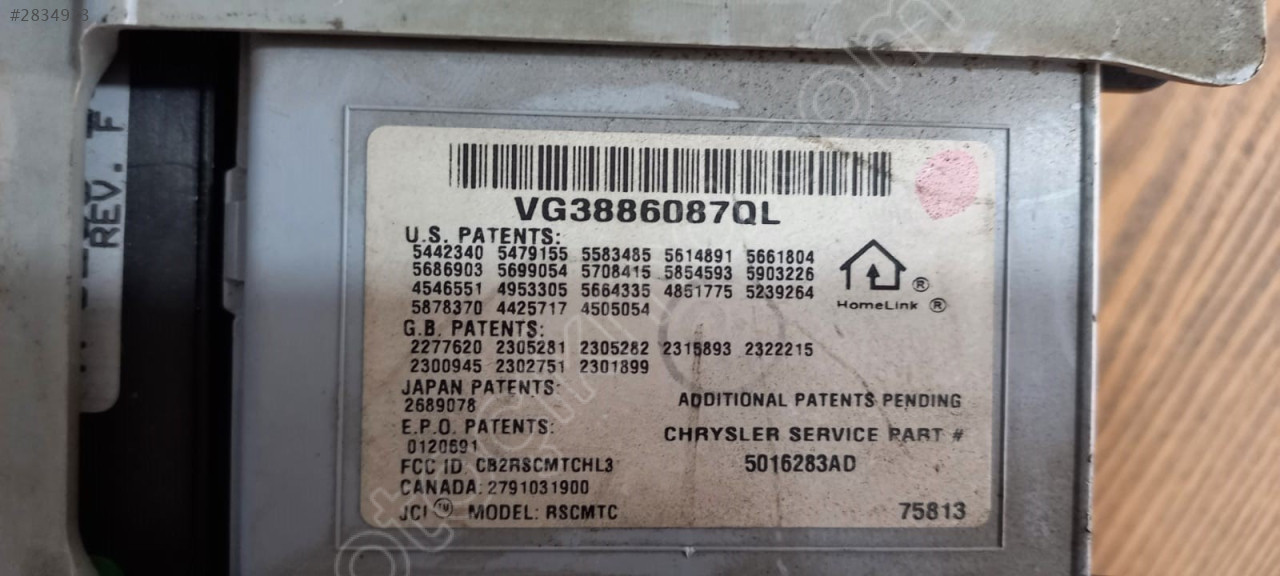 REV. F
VG3886087QL
U.S. PATENTS:
5442340 5479155 5583485 5614891 5661804
5686903 5699054 5708415 5854593 5903226
4546551 4953305 5664335 4851775 5239264
5878370 4425717 4505054
HomeLink ®
G.B. PATENTS:
2277620 2305281 2305282 2315893 2322215
2300945 2302751 2301899
JAPAN PATENTS:
2689078
ADDITIONAL PATENTS PENDING
E.P.O. PATENTS:
0120691
CHRYSLER SERVICE PART #
5016283AD
FCC ID: CB2RSCMTCHL3
CANADA: 2791031900
JCI™ MODEL: RSCMTC
75813